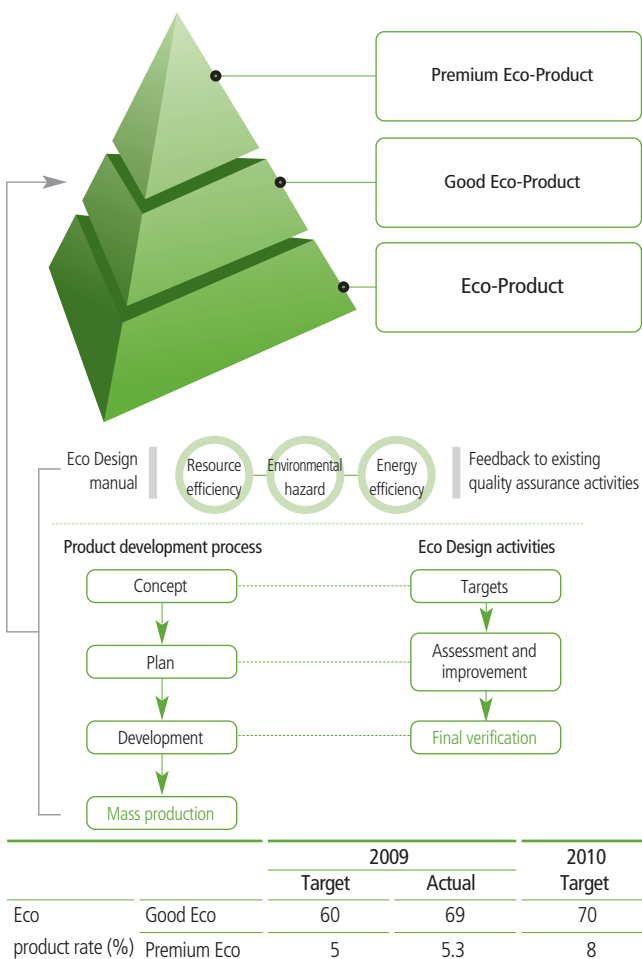 Premium Eco-Product
Good Eco-Product
Eco-Product
Eco Design
manual
Resource
efficiency
Environmental
hazard
Energy
efficiency
Feedback to existing
quality assurance activities
Product development process
Eco Design activities
Concept
Targets
Plan
Assessment and
improvement
Development
Final verification
Mass production
2009 2010
Target Actual Target
Eco Good Eco 60 69 70
product rate (%) Premium Eco 5 5.3 8